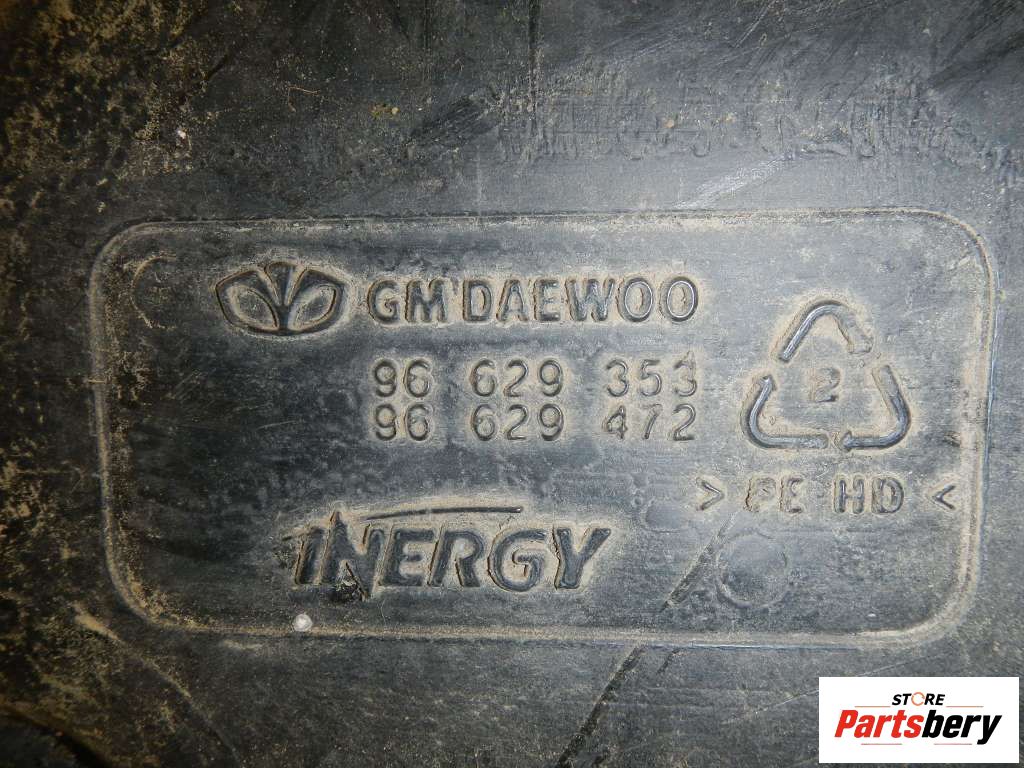 GM DAEWOO
96 629 353
96 629 472
2
> PE HD <
INERGY
STORE
Partsbery